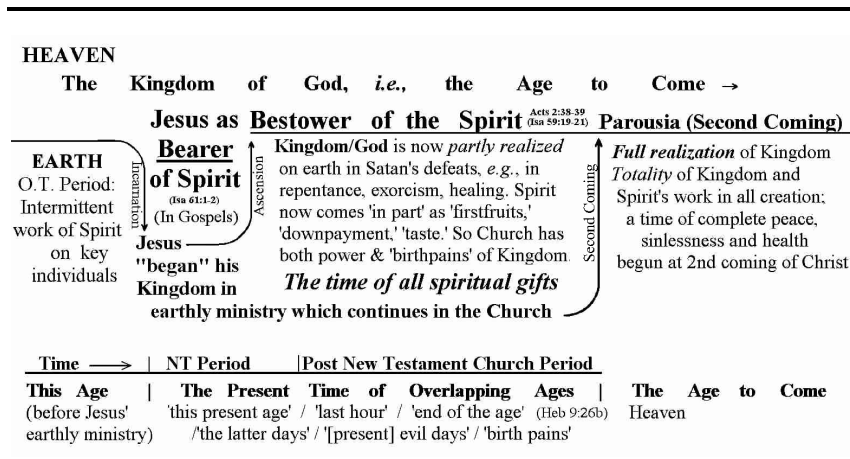 HEAVEN
The Kingdom of God, i.e., the Age to Come →
Jesus as Bestower of the Spirit Acts 2:38-39 (Isa 59:19-21) Parousia (Second Coming)
EARTH
O.T. Period:
Intermittent
work of Spirit
on key
individuals
Incarnation
Bearer
of Spirit
(Isa 61:1-2)
(In Gospels)
Jesus
"began" his
Kingdom in
earthly ministry which continues in the Church
Ascension
Kingdom/God is now partly realized
on earth in Satan's defeats, e.g., in
repentance, exorcism, healing. Spirit
now comes 'in part' as 'firstfruits,'
'downpayment,' 'taste.' So Church has
both power & 'birthpains' of Kingdom.
The time of all spiritual gifts
Second Coming
Full realization of Kingdom
Totality of Kingdom and
Spirit's work in all creation;
a time of complete peace,
sinlessness and health
begun at 2nd coming of Christ
Time → | NT Period |Post New Testament Church Period
This Age | The Present Time of Overlapping Ages | The Age to Come
(before Jesus' 'this present age' / 'last hour' / 'end of the age' (Heb 9:26b) Heaven
earthly ministry) /'the latter days' / '[present] evil days' / 'birth pains'